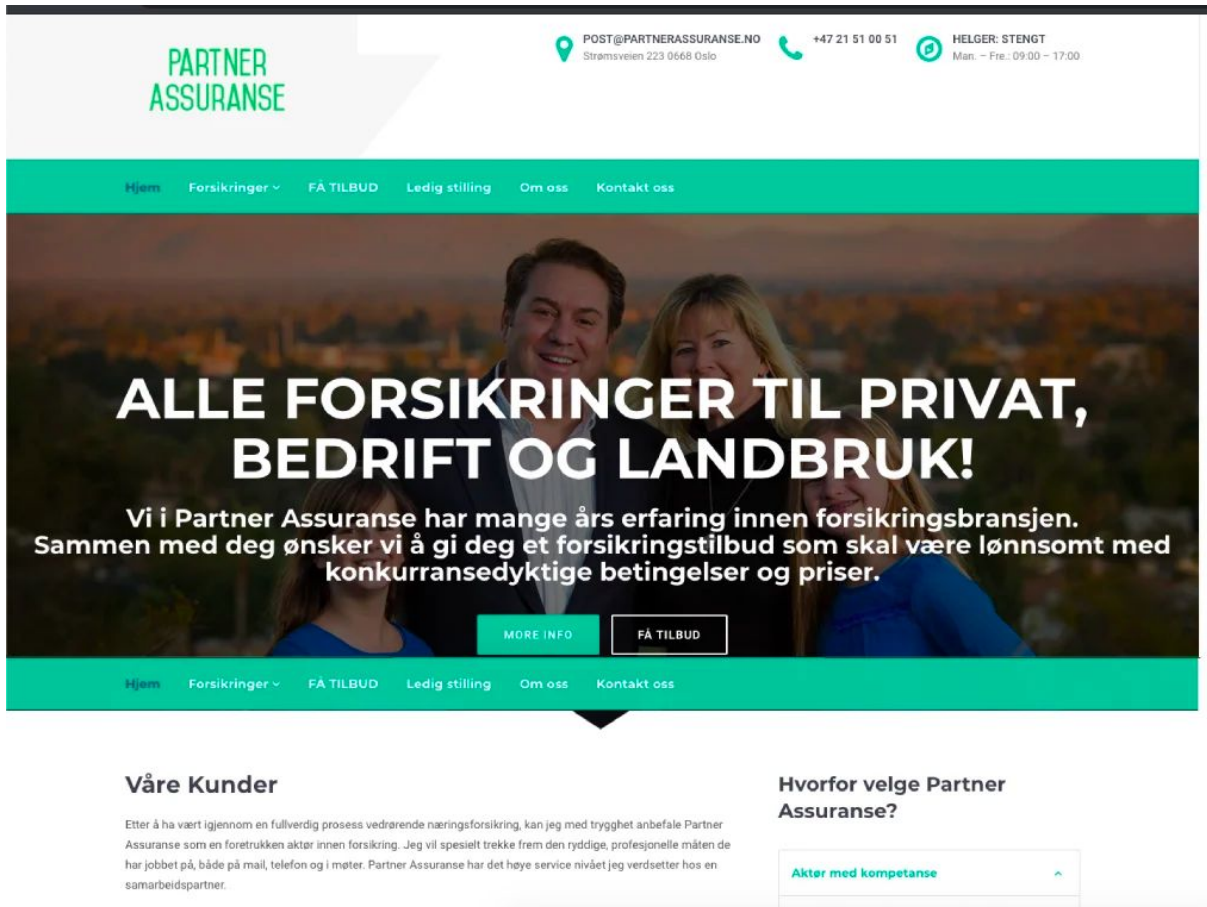 PARTNER
ASSURANSE
POST@PARTNERASSURANSE.NO
Strømsveien 223 0668 Oslo
+47 21 51 00 51
HELGER: STENGT
Man. – Fre.: 09:00 – 17:00
Hjem Forsikringer FÅ TILBUD Ledig stilling Om oss Kontakt oss
ALLE FORSIKRINGER TIL PRIVAT,
BEDRIFT OG LANDBRUK!
Vi i Partner Assuranse har mange års erfaring innen forsikringsbransjen.
Sammen med deg ønsker vi å gi deg et forsikringstilbud som skal være lønnsomt med
konkurransedyktige betingelser og priser.
MORE INFO FÅ TILBUD
Hjem Forsikringer FÅ TILBUD Ledig stilling Om oss Kontakt oss
Våre Kunder
Etter å ha vært igjennom en fullverdig prosess vedrørende næringsforsikring, kan jeg med trygghet anbefale Partner
Assuranse som en foretrukken aktør innen forsikring. Jeg vil spesielt trekke frem den ryddige, profesjonelle måten de
har jobbet på, både på mail, telefon og i møter. Partner Assuranse har det høye service nivået jeg verdsetter hos en
samarbeidspartner.
Hvorfor velge Partner
Assuranse?
Aktør med kompetanse